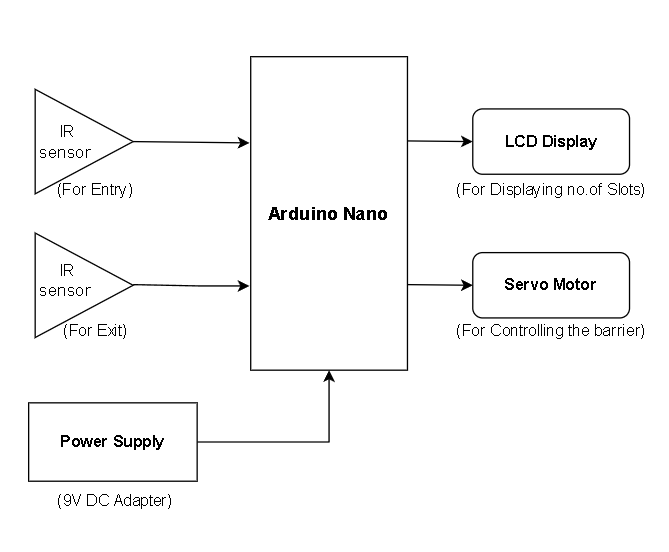 IR
sensor
(For Entry)
IR
sensor
(For Exit)
Power Supply
(9V DC Adapter)
Arduino Nano
LCD Display
(For Displaying no.of Slots)
Servo Motor
(For Controlling the barrier)